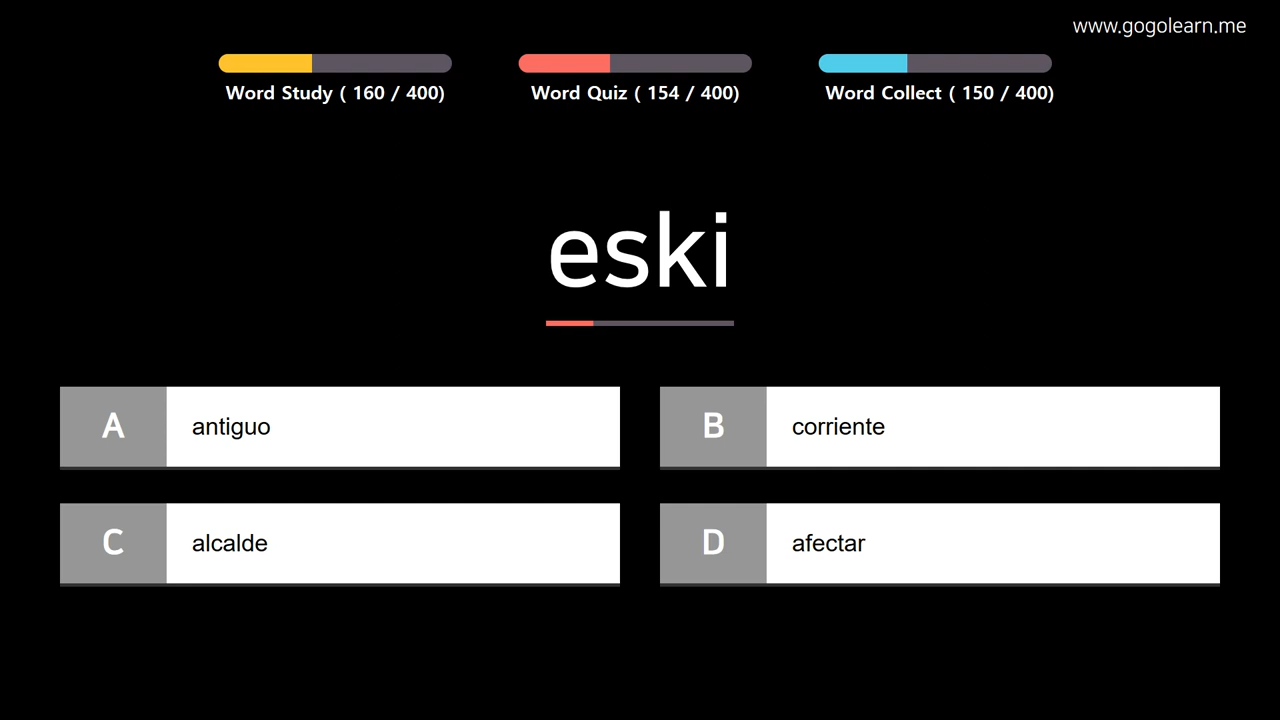 www.gogolearn.me
Word Study ( 160 / 400)
Word Quiz ( 154 / 400)
Word Collect ( 150 / 400)
eski
A antiguo
B corriente
C alcalde
D afectar